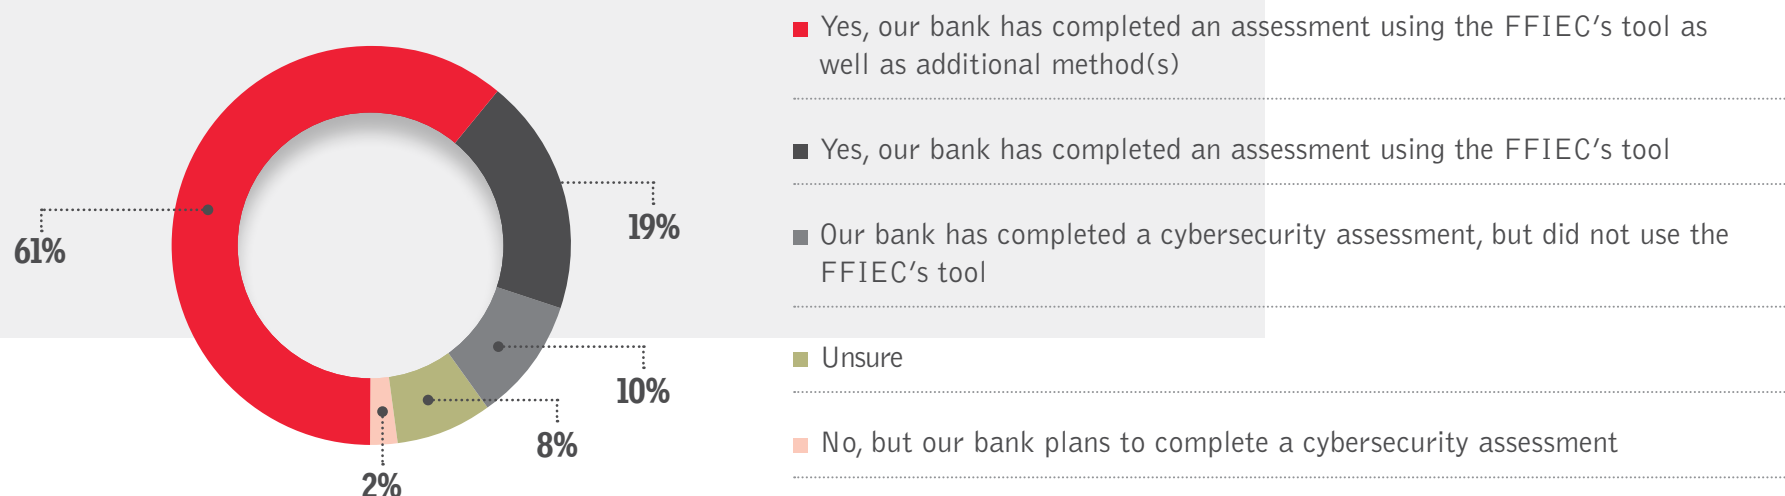 Yes, our bank has completed an assessment using the FFIEC's tool as
well as additional method(s)
Yes, our bank has completed an assessment using the FFIEC's tool
Our bank has completed a cybersecurity assessment, but did not use the
FFIEC's tool
Unsure
No, but our bank plans to complete a cybersecurity assessment
61%
19%
10%
8%
2%